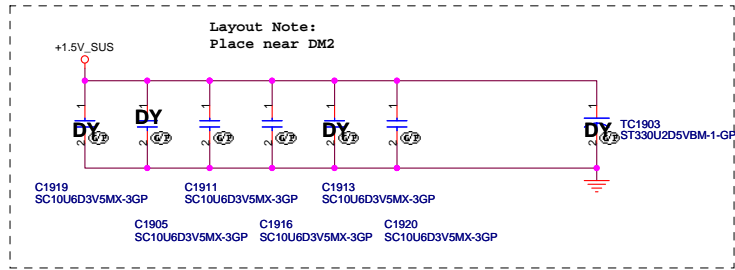 Layout Note:
Place near DM2
+1.5V_SUS
1 1 1 1 1 1 1
DY DY DY DY
G/P G/P G/P G/P G/P G/P G/P
2 2 2 2 2 2 2
TC1903
ST330U2D5VBM-1-GP
C1919
SC10U6D3V5MX-3GP
C1911
SC10U6D3V5MX-3GP
C1913
SC10U6D3V5MX-3GP
C1905
SC10U6D3V5MX-3GP
C1916
SC10U6D3V5MX-3GP
C1920
SC10U6D3V5MX-3GP